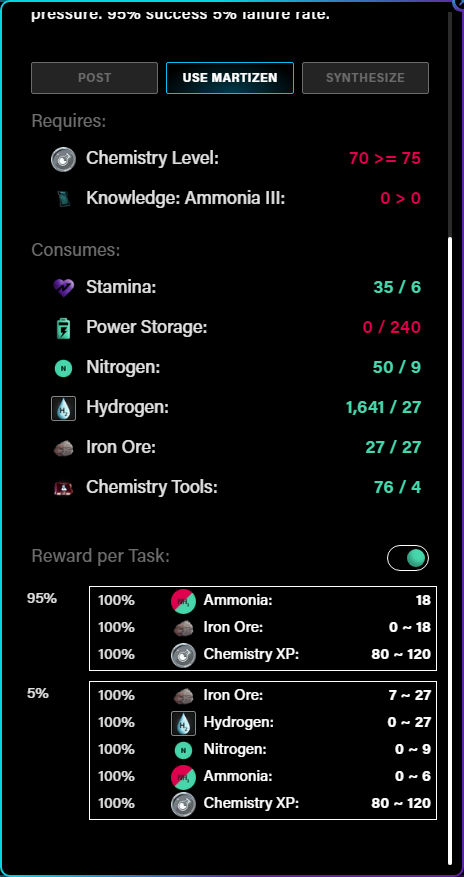 pressure. 95% success 5% failure rate.
POST USE MARTIZEN SYNTHESIZE
Requires:
Chemistry Level: 70 >= 75
Knowledge: Ammonia III: 0 > 0
Consumes:
Stamina: 35 / 6
Power Storage: 0 / 240
N Nitrogen: 50 / 9
H₂ Hydrogen: 1,641 / 27
Iron Ore: 27 / 27
Chemistry Tools: 76 / 4
Reward per Task:
95% 100% NH₃ Ammonia: 18
100% Iron Ore: 0 ~ 18
100% Chemistry XP: 80 ~ 120
5% 100% Iron Ore: 7 ~ 27
100% H₂ Hydrogen: 0 ~ 27
100% N Nitrogen: 0 ~ 9
100% NH₃ Ammonia: 0 ~ 6
100% Chemistry XP: 80 ~ 120